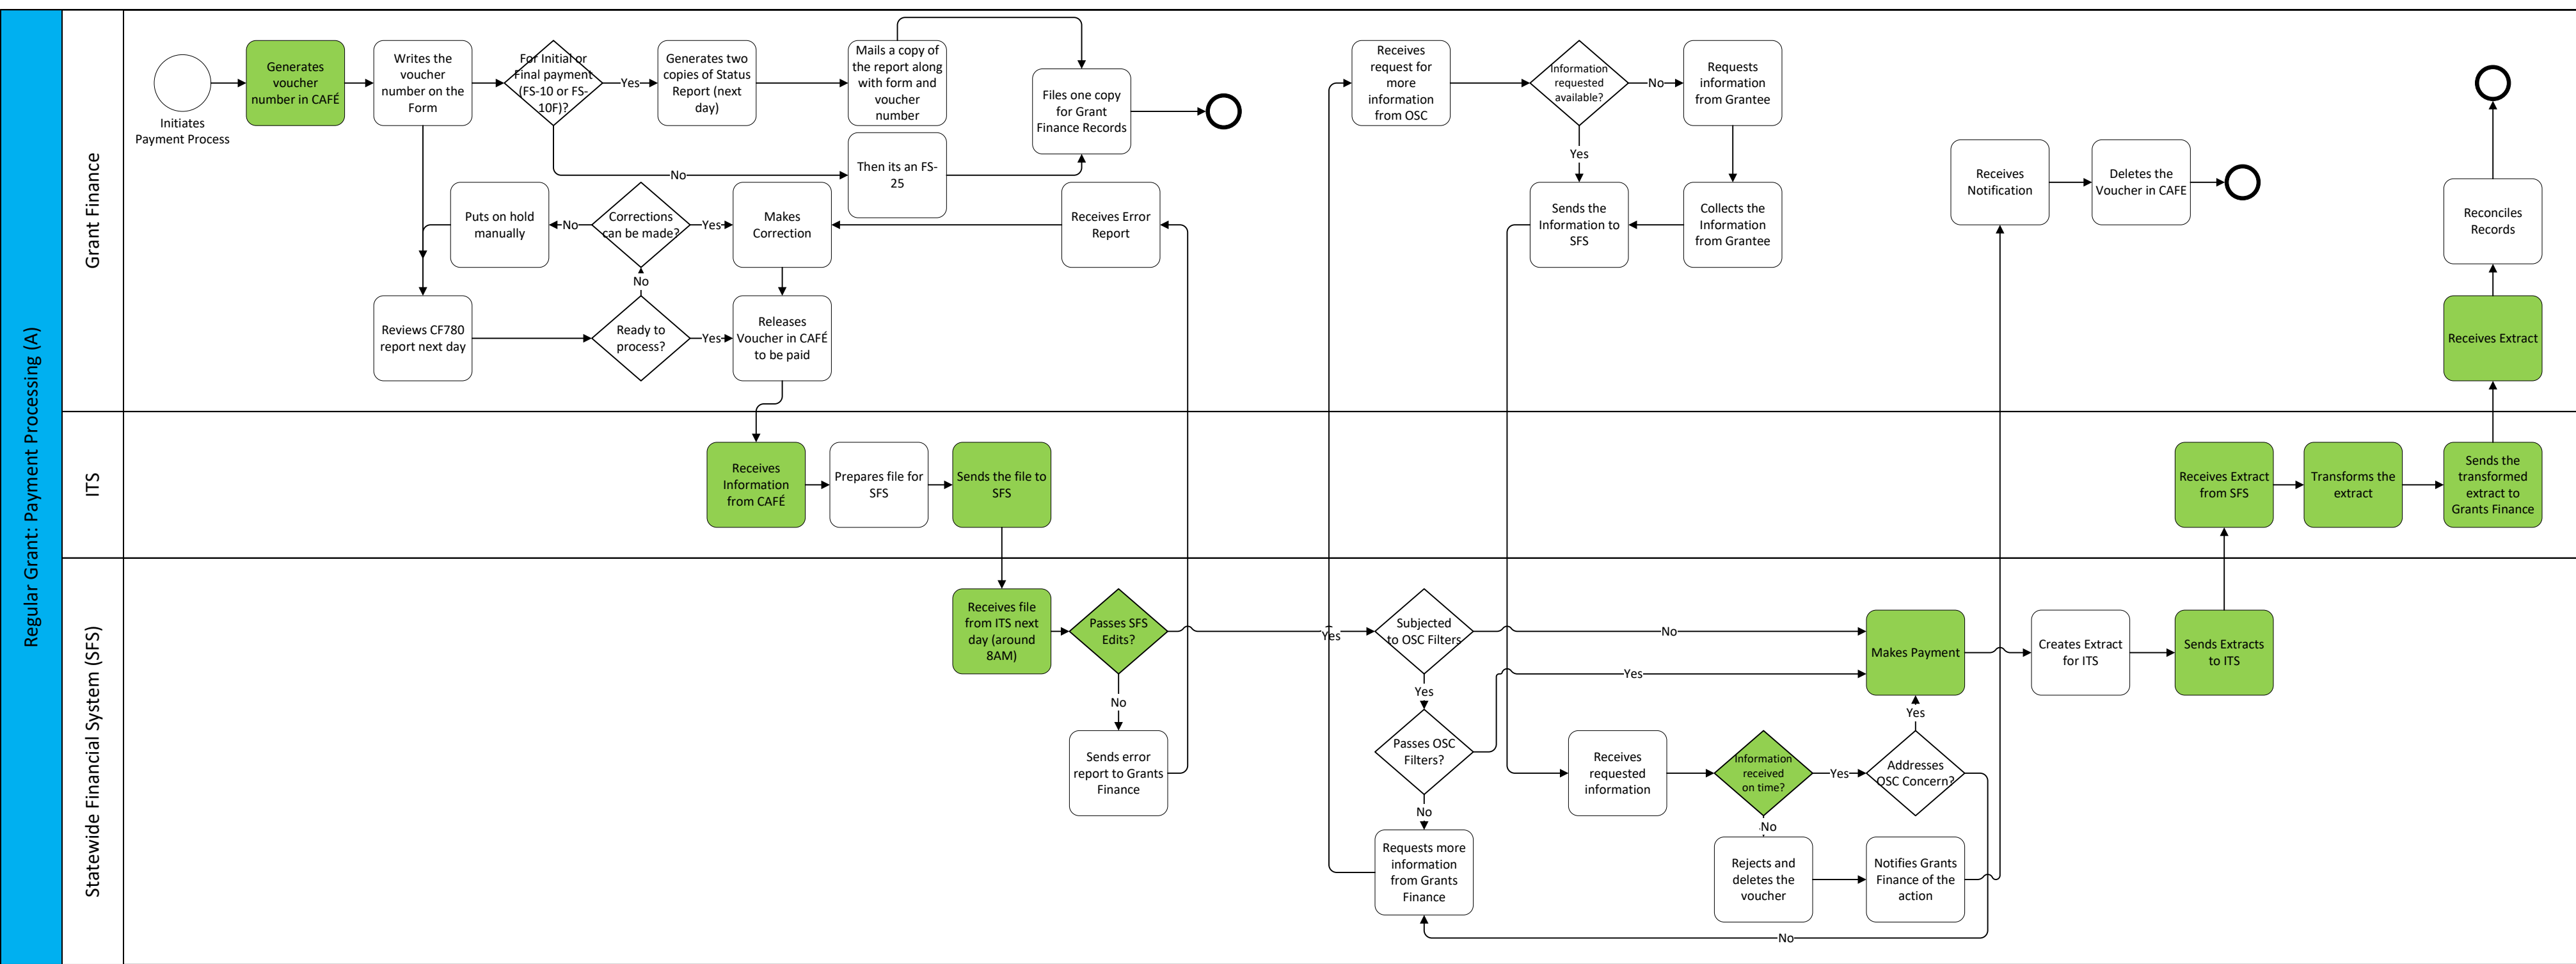 Regular Grant: Payment Processing (A)
Grant Finance
Initiates
Payment Process
Generates
voucher
number in CAFÉ
Writes the
voucher
number on the
Form
For Initial or
Final payment
(FS-10 or FS-
10F)?
Yes
No
Generates two
copies of Status
Report (next
day)
Mails a copy of
the report along
with form and
voucher
number
Then its an FS-
25
Files one copy
for Grant
Finance Records
Puts on hold
manually
No
Corrections
can be made?
Yes
Makes
Correction
Receives Error
Report
No
Reviews CF780
report next day
Ready to
process?
Yes
Releases
Voucher in CAFÉ
to be paid
Receives
request for
more
information
from OSC
Information
requested
available?
No
Requests
information
from Grantee
Yes
Sends the
Information to
SFS
Collects the
Information
from Grantee
Receives
Notification
Deletes the
Voucher in CAFE
Reconciles
Records
Receives Extract
ITS
Receives
Information
from CAFÉ
Prepares file for
SFS
Sends the file to
SFS
Receives Extract
from SFS
Transforms the
extract
Sends the
transformed
extract to
Grants Finance
Statewide Financial System (SFS)
Receives file
from ITS next
day (around
8AM)
Passes SFS
Edits?
Yes
No
Sends error
report to Grants
Finance
Subjected
to OSC Filters
No
Yes
Passes OSC
Filters?
Yes
No
Requests more
information
from Grants
Finance
Receives
requested
information
Information
received
on time?
Yes
No
Addresses
OSC Concern?
Yes
No
Rejects and
deletes the
voucher
Notifies Grants
Finance of the
action
Makes Payment
Creates Extract
for ITS
Sends Extracts
to ITS